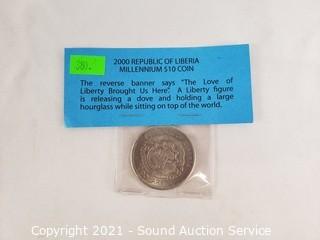 2000 REPUBLIC OF LIBERIA
MILLENNIUM $10 COIN
The reverse banner says "The Love of
Liberty Brought Us Here". A Liberty figure
is releasing a dove and holding a large
hourglass while sitting on top of the world.
Copyright 2021 - Sound Auction Service